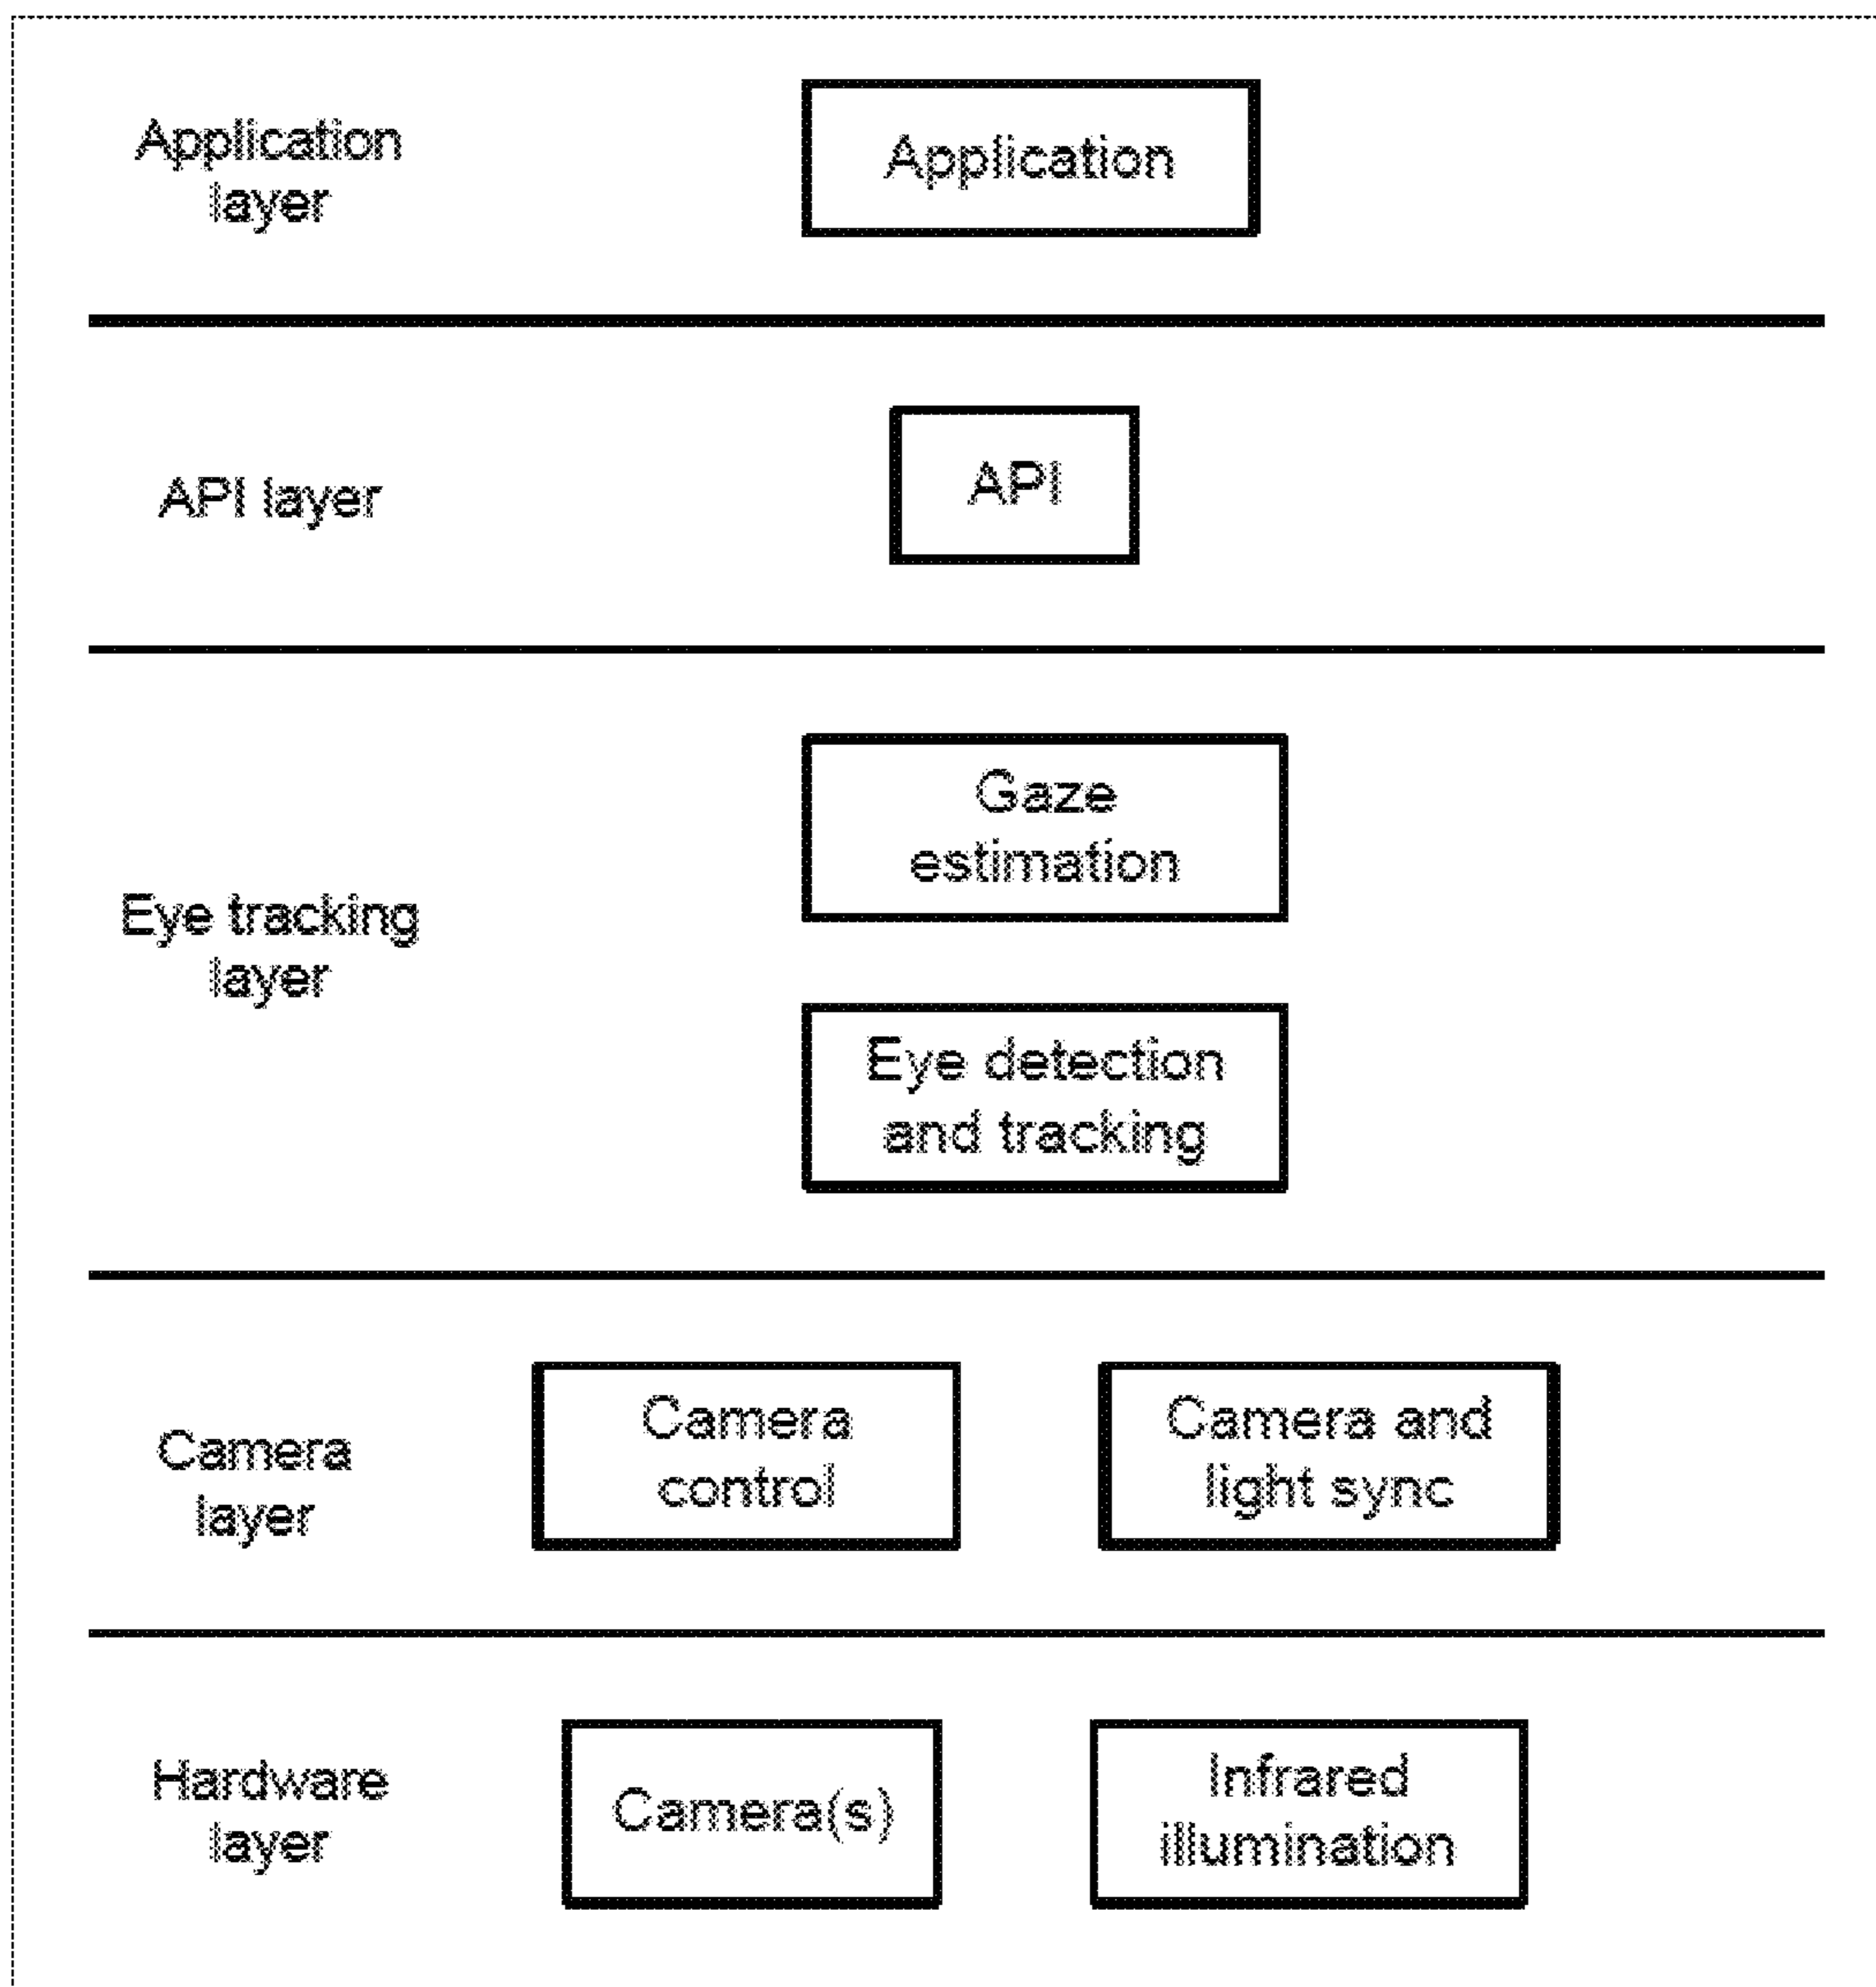 Application
layer
Application
API layer
API
Eye tracking
layer
Gaze
estimation
Eye detection
and tracking
Camera
layer
Camera
control
Camera and
light sync
Hardware
layer
Camera(s)
Infrared
illumination